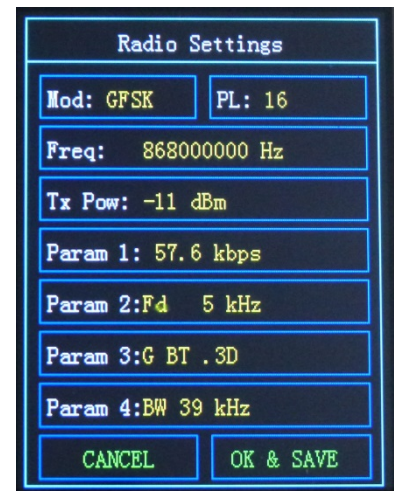 Radio Settings
Mod: GFSK PL: 16
Freq: 868000000 Hz
Tx Pow: -11 dBm
Param 1: 57.6 kbps
Param 2:Fd 5 kHz
Param 3:G BT .3D
Param 4:BW 39 kHz
CANCEL OK & SAVE